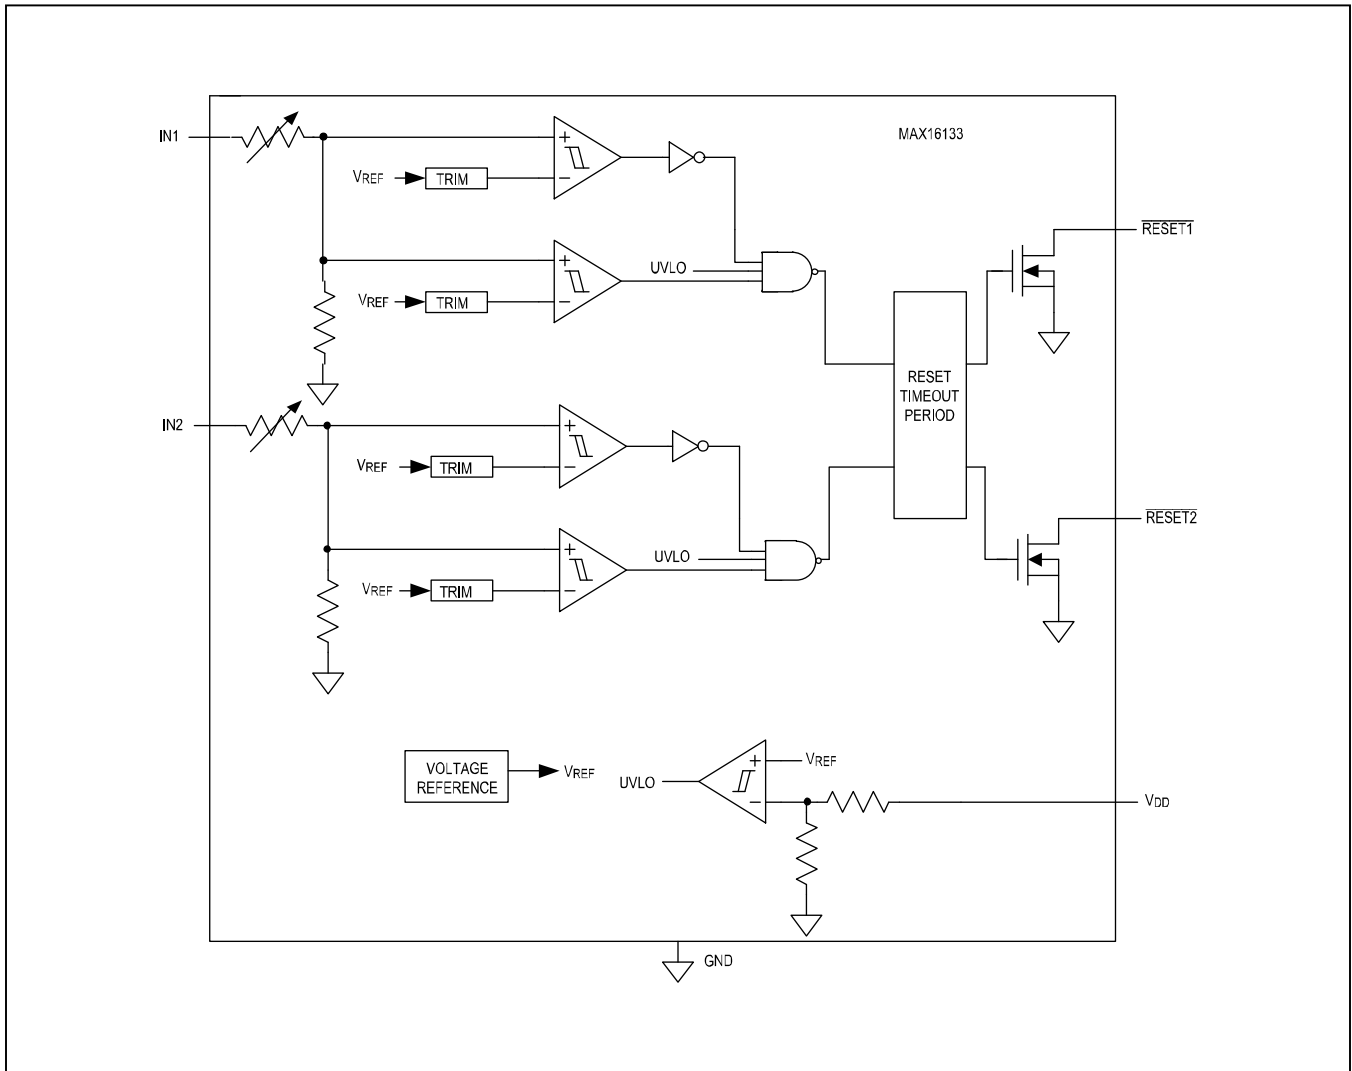 MAX16133
IN1
+
VREF
TRIM
−
RESET1
+
UVLO
VREF
TRIM
−
RESET
TIMEOUT
PERIOD
IN2
+
VREF
TRIM
−
RESET2
+
UVLO
VREF
TRIM
−
VOLTAGE
REFERENCE
VREF
UVLO
+
VREF
−
VDD
GND